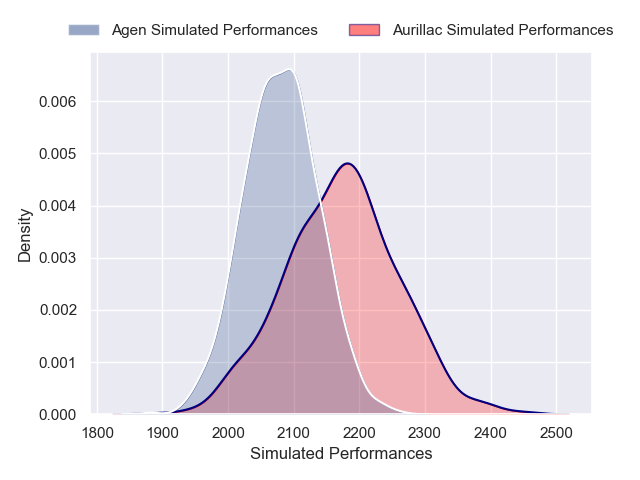 Agen Simulated Performances Aurillac Simulated Performances
Density
0.006
0.005
0.004
0.003
0.002
0.001
0.000
1800 1900 2000 2100 2200 2300 2400 2500
Simulated Performances